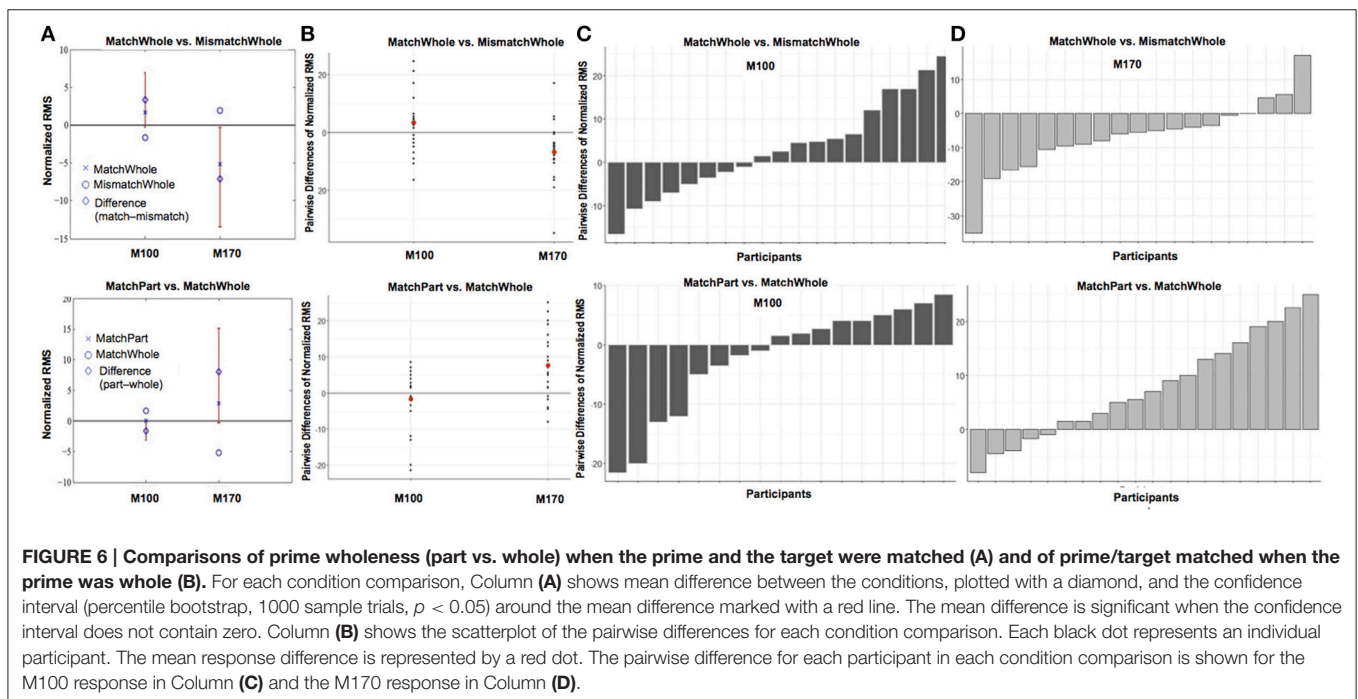 A
MatchWhole vs. MismatchWhole
10
5
0
−5
−10
−15
Normalized RMS
× MatchWhole
○ MismatchWhole
◇ Difference
(match–mismatch)
M100
M170
B
MatchWhole vs. MismatchWhole
20
0
20
Pairwise Differences of Normalized RMS
M100
M170
C
MatchWhole vs. MismatchWhole
M100
20
10
0
-10
Pairwise Differences of Normalized RMS
Participants
D
MatchWhole vs. MismatchWhole
M170
10
0
-10
-20
-30
Participants
MatchPart vs. MatchWhole
20
15
10
5
0
−5
−10
Normalized RMS
× MatchPart
○ MatchWhole
◇ Difference
(part–whole)
M100
M170
MatchPart vs. MatchWhole
20
10
0
-10
-20
Pairwise Differences of Normalized RMS
M100
M170
MatchPart vs. MatchWhole
M100
10
0
-10
-20
Pairwise Differences of Normalized RMS
Participants
MatchPart vs. MatchWhole
20
10
0
Participants
FIGURE 6 | Comparisons of prime wholeness (part vs. whole) when the prime and the target were matched (A) and of prime/target matched when the
prime was whole (B). For each condition comparison, Column (A) shows mean difference between the conditions, plotted with a diamond, and the confidence
interval (percentile bootstrap, 1000 sample trials, p < 0.05) around the mean difference marked with a red line. The mean difference is significant when the confidence
interval does not contain zero. Column (B) shows the scatterplot of the pairwise differences for each condition comparison. Each black dot represents an individual
participant. The mean response difference is represented by a red dot. The pairwise difference for each participant in each condition comparison is shown for the
M100 response in Column (C) and the M170 response in Column (D).